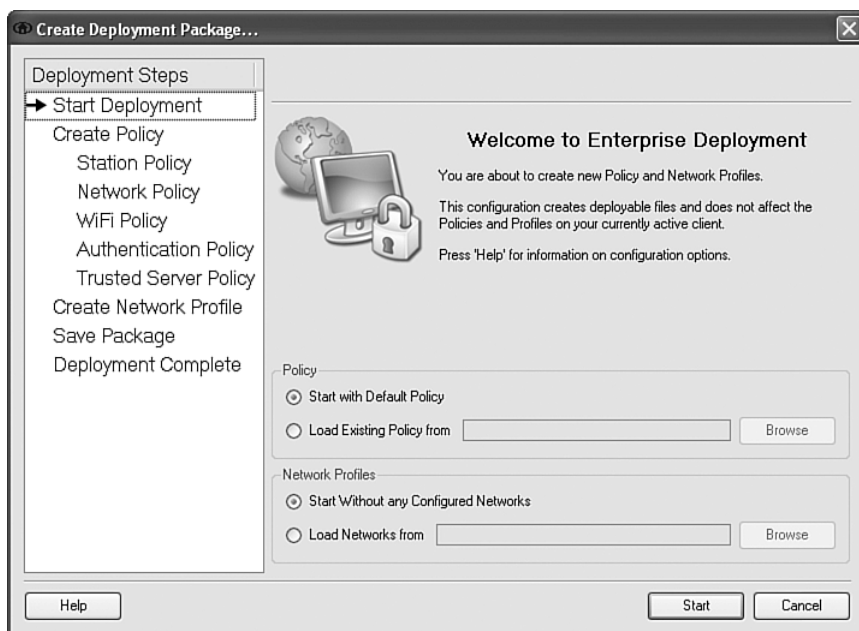 Create Deployment Package...
Deployment Steps
Start Deployment
Create Policy
Station Policy
Network Policy
WiFi Policy
Authentication Policy
Trusted Server Policy
Create Network Profile
Save Package
Deployment Complete
Welcome to Enterprise Deployment
You are about to create new Policy and Network Profiles.
This configuration creates deployable files and does not affect the
Policies and Profiles on your currently active client.
Press 'Help' for information on configuration options.
Policy
Start with Default Policy
Load Existing Policy from
Browse
Network Profiles
Start Without any Configured Networks
Load Networks from
Browse
Help
Start
Cancel